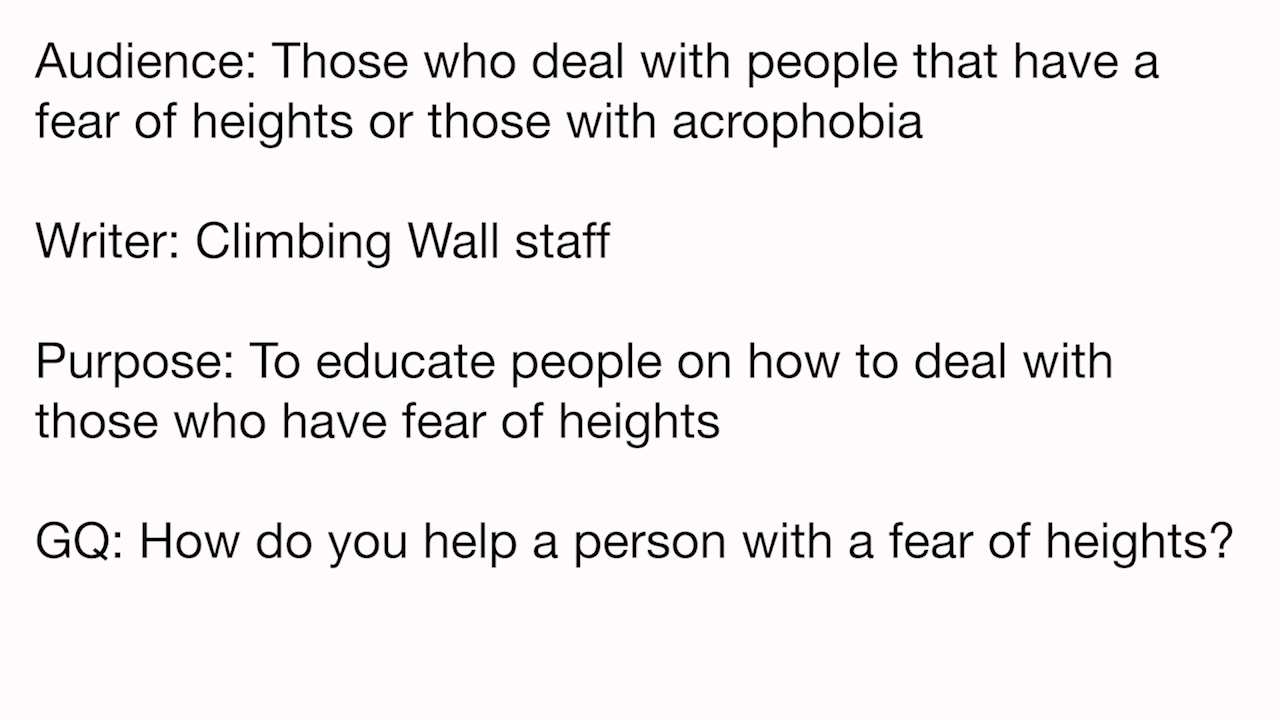 Audience: Those who deal with people that have a
fear of heights or those with acrophobia
Writer: Climbing Wall staff
Purpose: To educate people on how to deal with
those who have fear of heights
GQ: How do you help a person with a fear of heights?